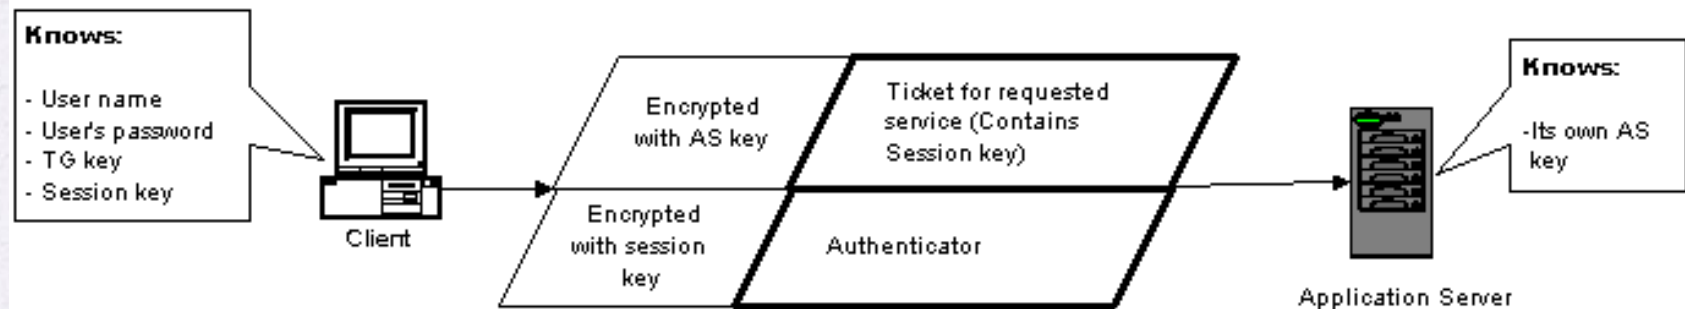 Knows:
- User name
- User's password
- TG key
- Session key
Client
Encrypted
with AS key
Ticket for requested
service (Contains
Session key)
Encrypted
with session
key
Authenticator
Knows:
-Its own AS
key
Application Server